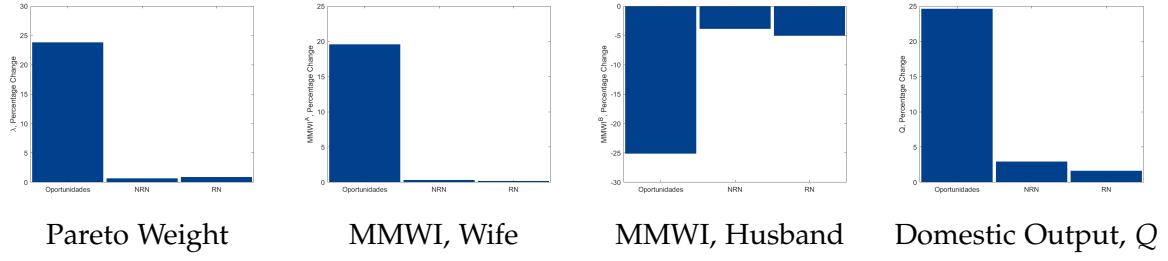 λ, Percentage Change
30
25
20
15
10
5
0
Oportunidades NRN RN
Pareto Weight
MMWI^A, Percentage Change
25
20
15
10
5
0
Oportunidades NRN RN
MMWI, Wife
MMWI^B, Percentage Change
0
-5
-10
-15
-20
-25
-30
Oportunidades NRN RN
MMWI, Husband
Q, Percentage Change
25
20
15
10
5
0
Oportunidades NRN RN
Domestic Output, Q